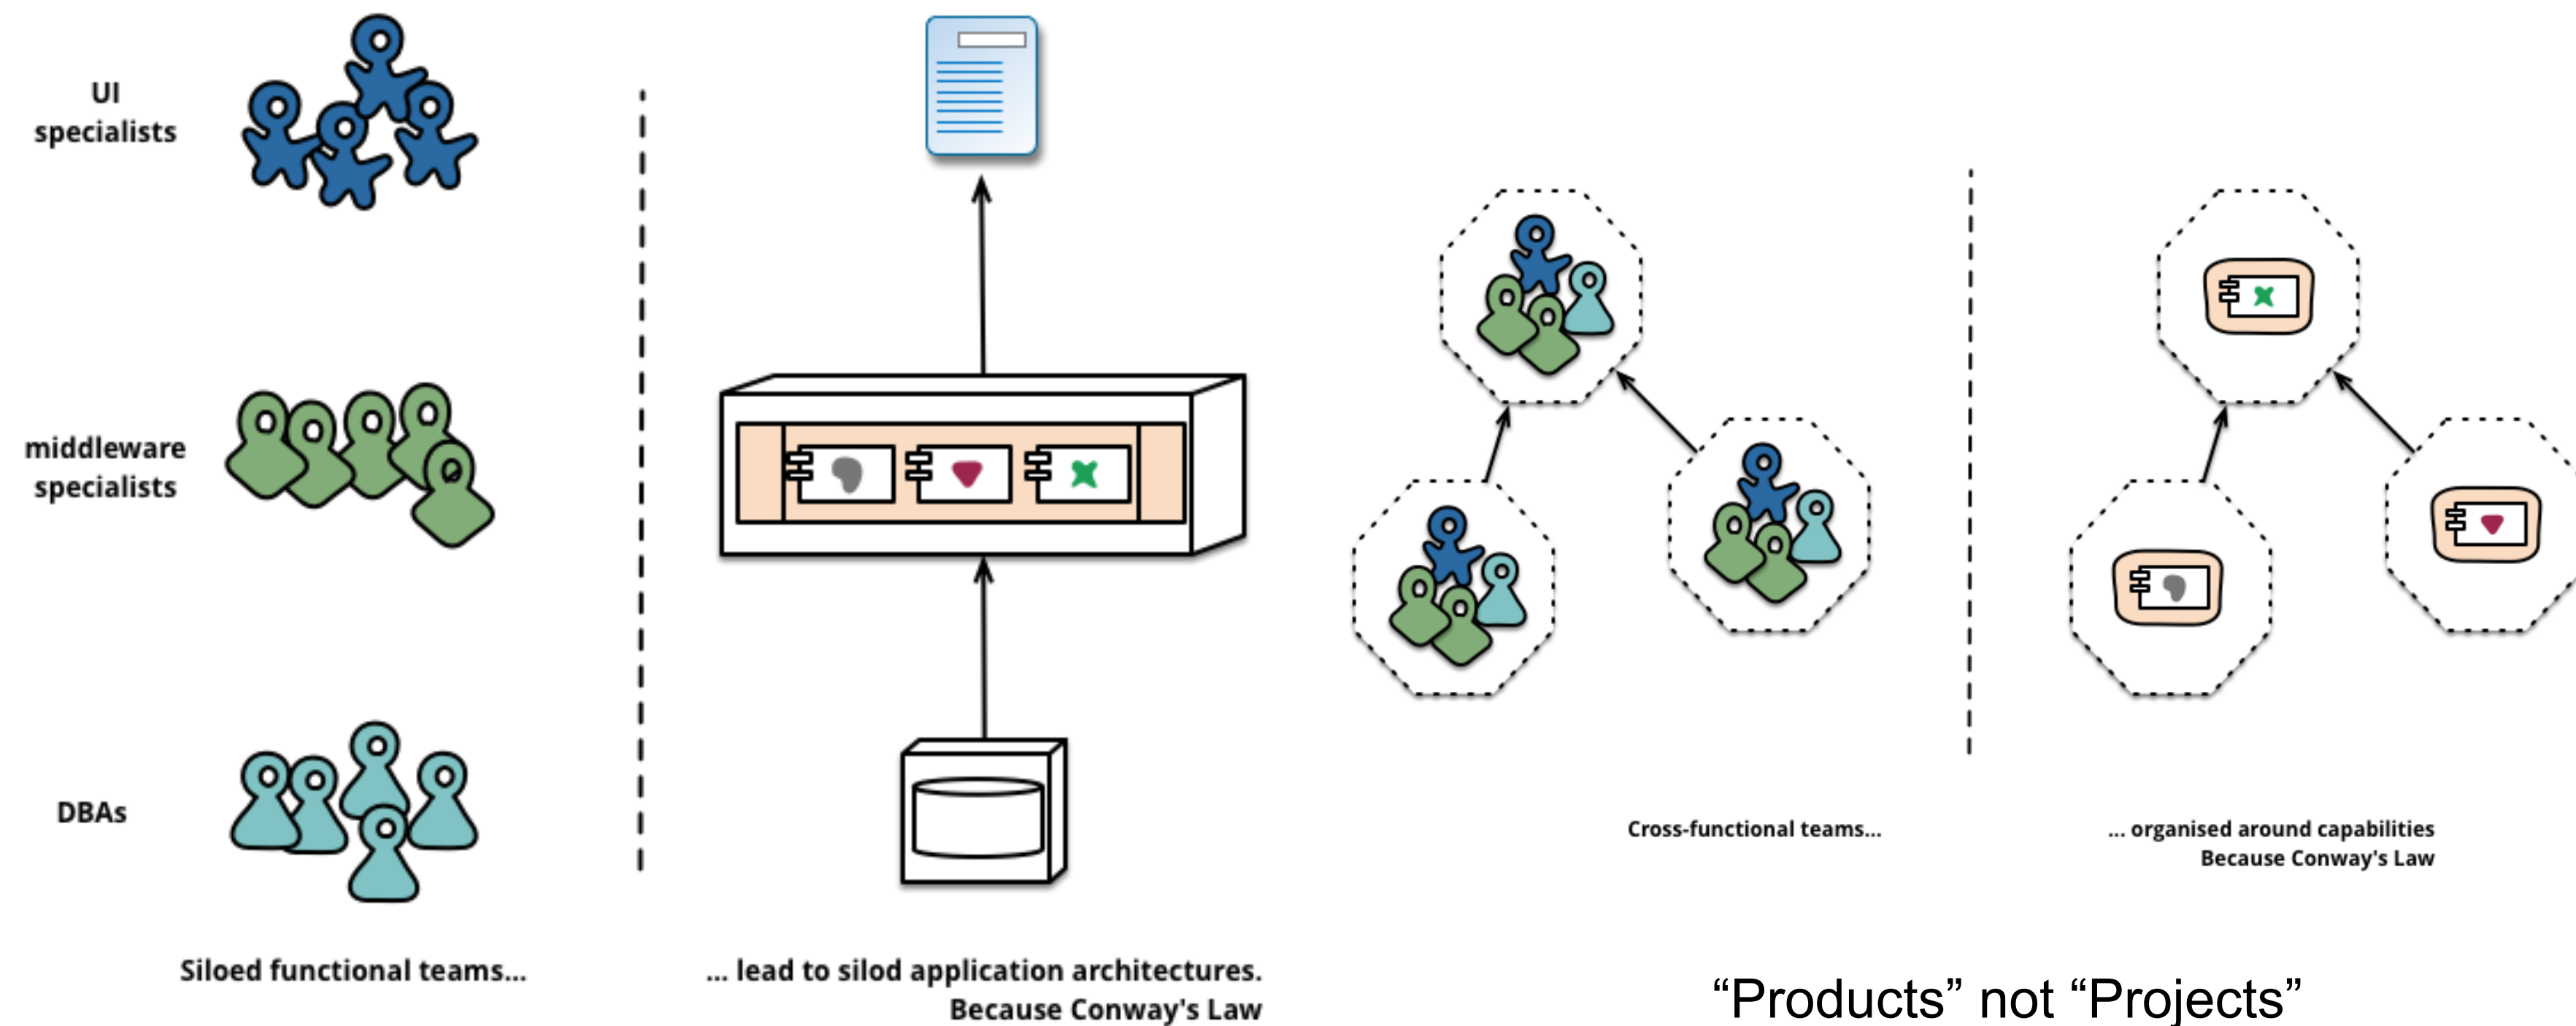 UI
specialists
middleware
specialists
DBAs
Siloed functional teams...
... lead to silod application architectures.
Because Conway's Law
Cross-functional teams...
... organised around capabilities
Because Conway's Law
“Products” not “Projects”